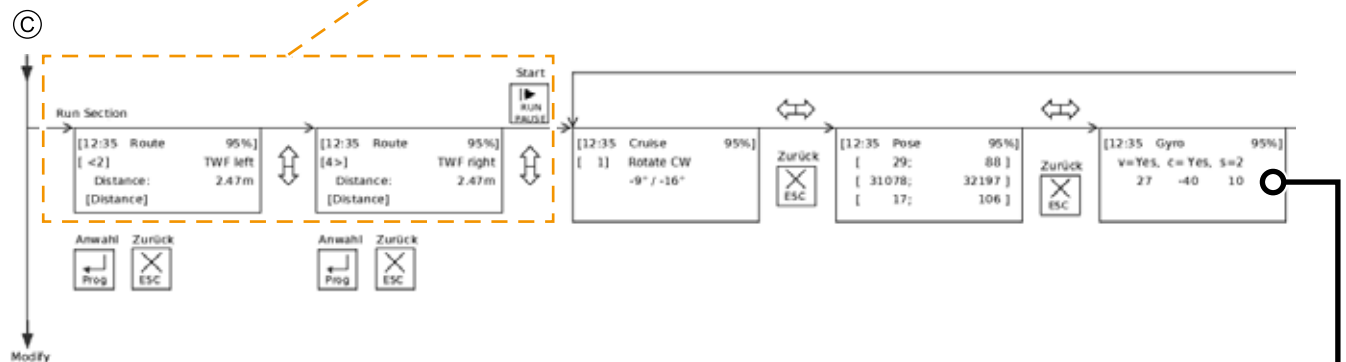 ©
Start
RUN
PAUSE
Run Section
[12:35 Route 95%]
[ <2] TWF left
Distance: 2.47m
[Distance]
[12:35 Route 95%]
[4>] TWF right
Distance: 2.47m
[Distance]
[12:35 Cruise 95%]
[ 1] Rotate CW
-9° / -16°
Zurück
ESC
[12:35 Pose 95%]
[ 29; 88 ]
[ 31078; 32197 ]
[ 17; 106 ]
Zurück
ESC
[12:35 Gyro 95%]
v=Yes, c= Yes, s=2
27 -40 10
Anwahl Zurück
Prog ESC
Anwahl Zurück
Prog ESC
Modify